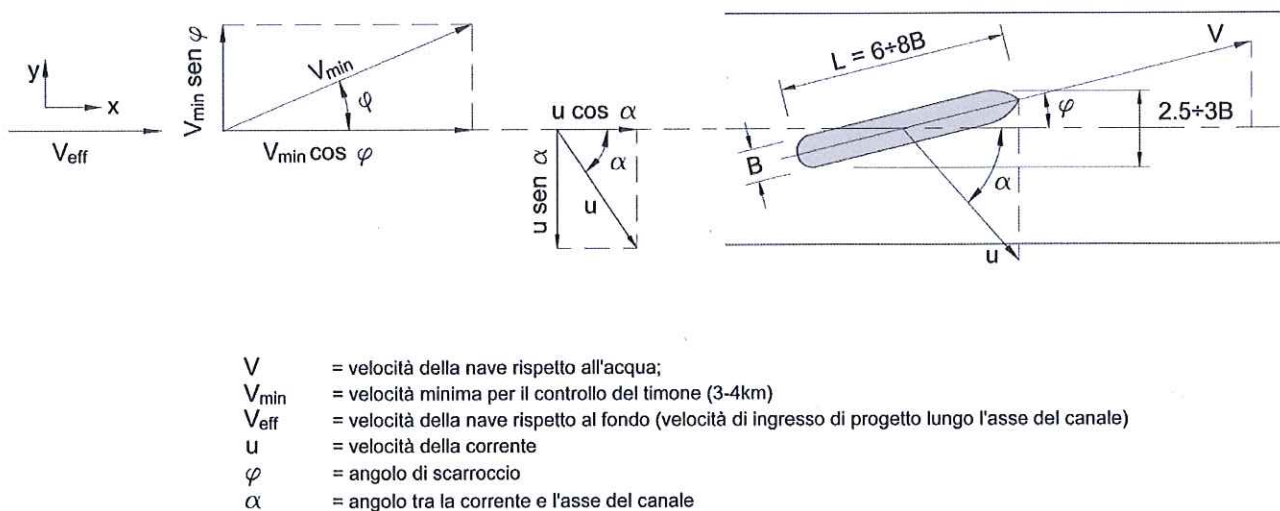 y
x
V_eff
V_min sen φ
V_min
φ
V_min cos φ
u cos α
u sen α
α
u
L = 6÷8B
V
φ
2.5÷3B
B
α
u
V = velocità della nave rispetto all'acqua;
V_min = velocità minima per il controllo del timone (3-4km)
V_eff = velocità della nave rispetto al fondo (velocità di ingresso di progetto lungo l'asse del canale)
u = velocità della corrente
φ = angolo di scarroccio
α = angolo tra la corrente e l'asse del canale